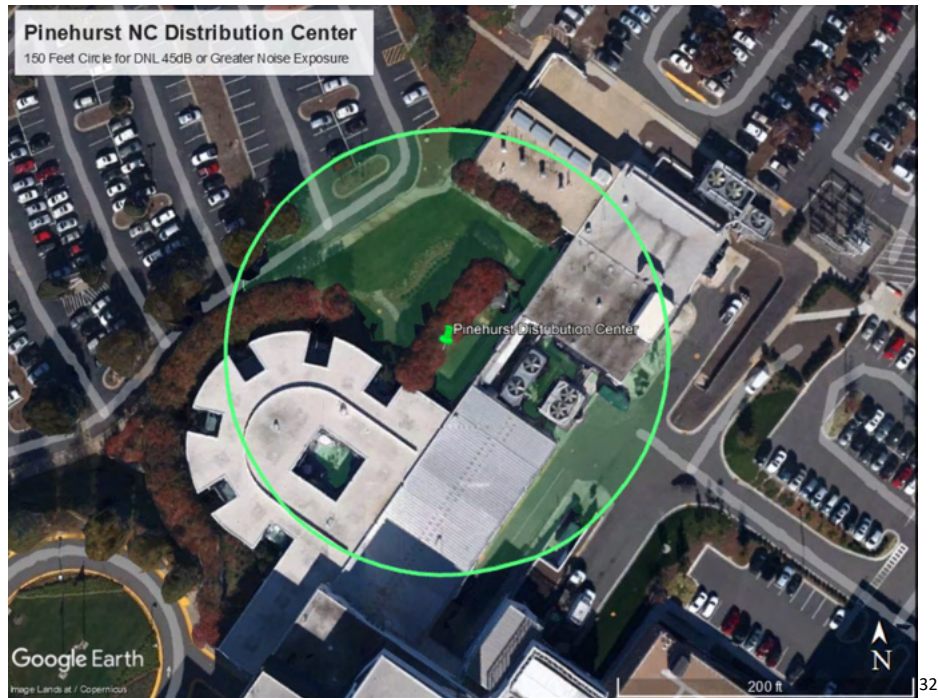 Pinehurst NC Distribution Center
150 Feet Circle for DNL 45dB or Greater Noise Exposure
Pinehurst Distubution Center
Google Earth
Image Landsat / Copernicus
200 ft
N
32